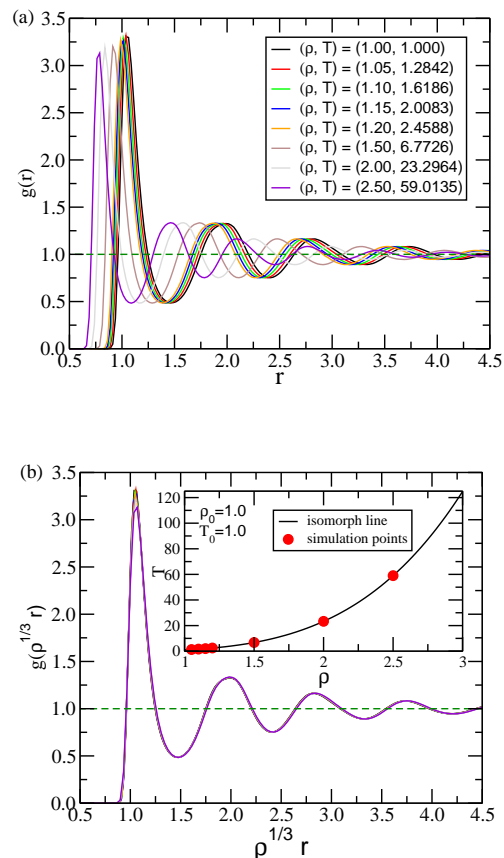 (a)
3.5
3.0
2.5
2.0
1.5
1.0
0.5
0.0
g(r)
(ρ, T) = (1.00, 1.000)
(ρ, T) = (1.05, 1.2842)
(ρ, T) = (1.10, 1.6186)
(ρ, T) = (1.15, 2.0083)
(ρ, T) = (1.20, 2.4588)
(ρ, T) = (1.50, 6.7726)
(ρ, T) = (2.00, 23.2964)
(ρ, T) = (2.50, 59.0135)
0.5 1.0 1.5 2.0 2.5 3.0 3.5 4.0 4.5
r
(b)
3.5
3.0
2.5
2.0
1.5
1.0
0.5
0.0
g(ρ^1/3 r)
120
100
80
60
40
20
0
T
ρ₀=1.0
T₀=1.0
isomorph line
simulation points
1 1.5 2 2.5 3
ρ
0.5 1.0 1.5 2.0 2.5 3.0 3.5 4.0 4.5
ρ^1/3 r